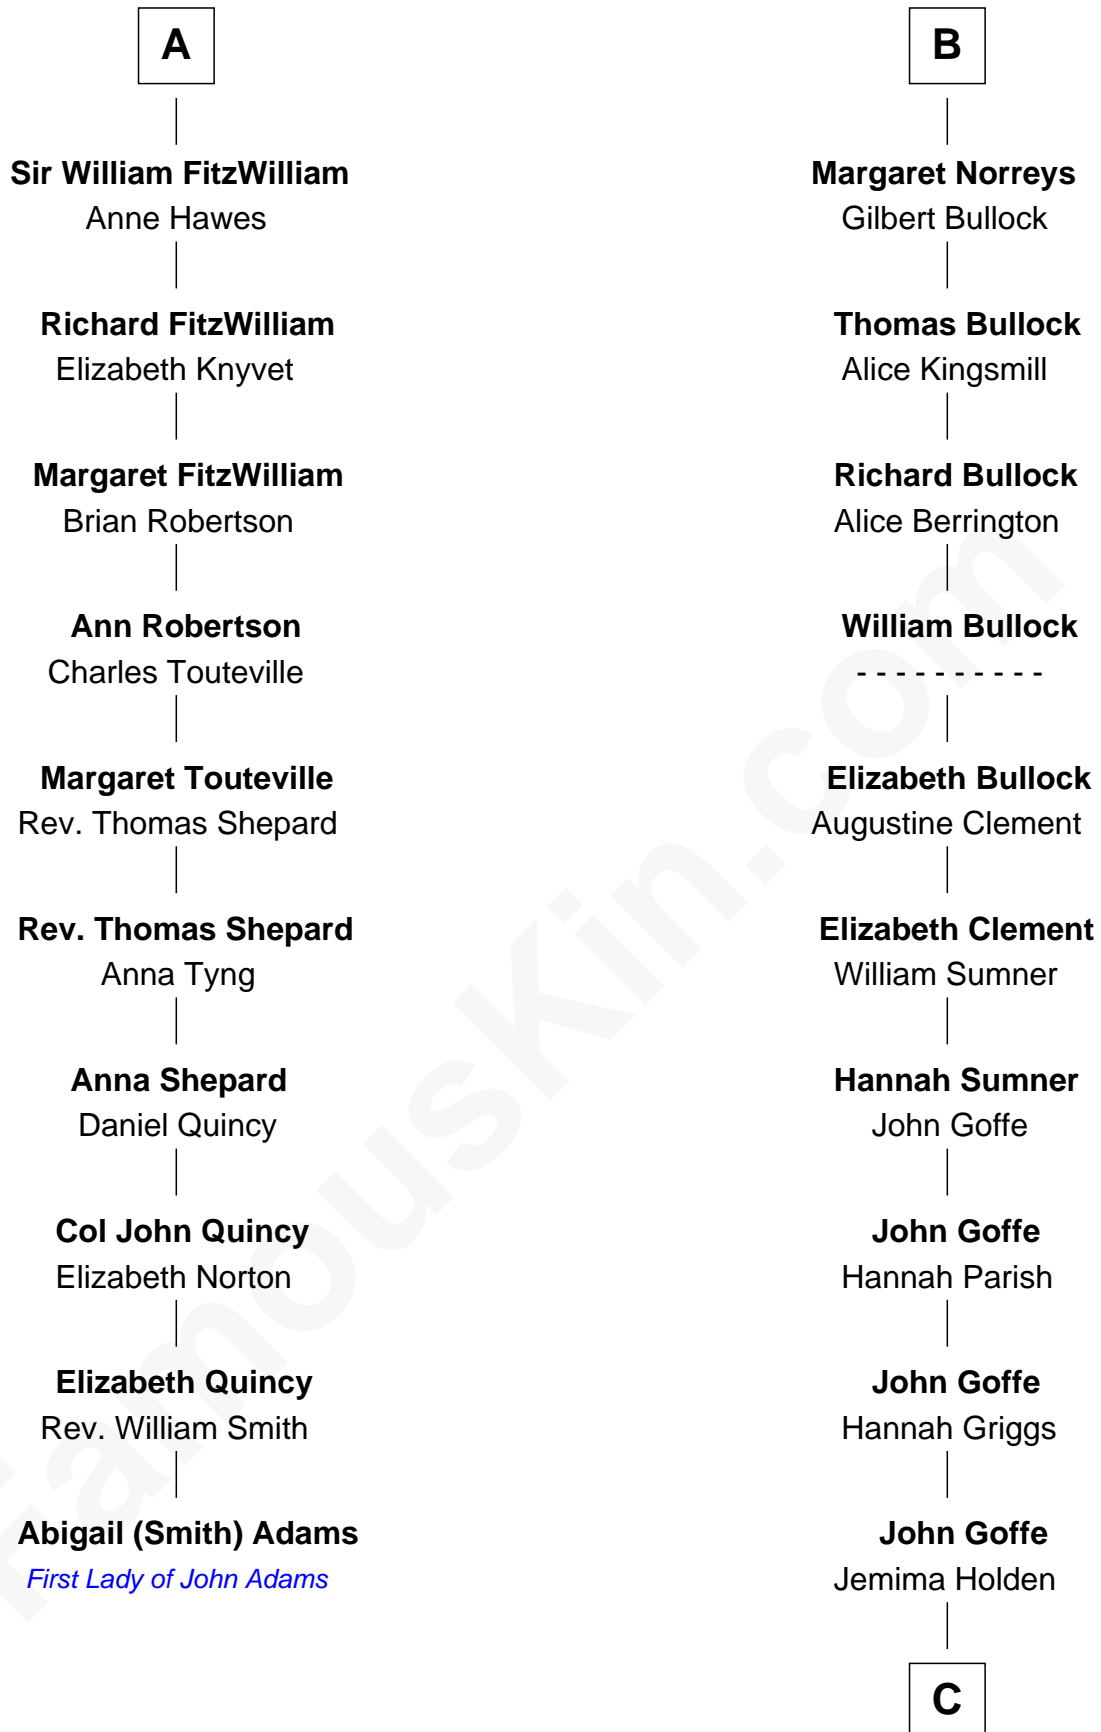 A
Sir William FitzWilliam
Anne Hawes
Richard FitzWilliam
Elizabeth Knyvet
Margaret FitzWilliam
Brian Robertson
Ann Robertson
Charles Touteville
Margaret Touteville
Rev. Thomas Shepard
Rev. Thomas Shepard
Anna Tyng
Anna Shepard
Daniel Quincy
Col John Quincy
Elizabeth Norton
Elizabeth Quincy
Rev. William Smith
Abigail (Smith) Adams
First Lady of John Adams
B
Margaret Norreys
Gilbert Bullock
Thomas Bullock
Alice Kingsmill
Richard Bullock
Alice Berrington
William Bullock
- - - - - - - - - -
Elizabeth Bullock
Augustine Clement
Elizabeth Clement
William Sumner
Hannah Sumner
John Goffe
John Goffe
Hannah Parish
John Goffe
Hannah Griggs
John Goffe
Jemima Holden
C
FamousKin.com